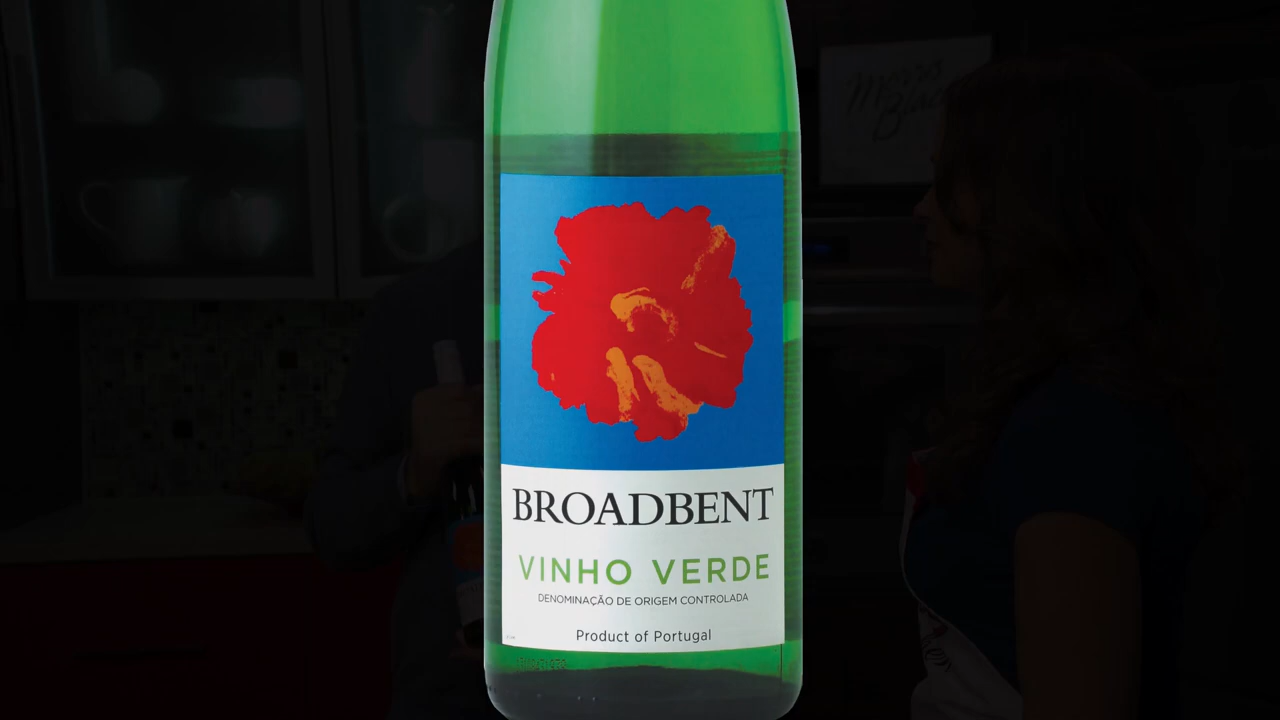 BROADBENT
VINHO VERDE
DENOMINAÇÃO DE ORIGEM CONTROLADA
Product of Portugal